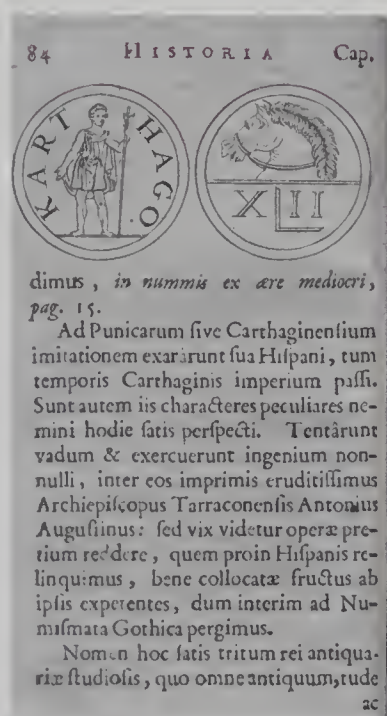 84 HISTORIA Cap.
KART HAGO
XLII
dimus , in nummis ex ære mediocri,
pag. 15.
Ad Punicarum ſive Carthaginenſium
imitationem exarârunt ſua Hiſpani, tum
temporis Carthaginis imperium paſſi.
Sunt autem iis characteres peculiares ne-
mini hodie ſatis perſpecti. Tentârunt
vadum & exercuerunt ingenium non-
nulli, inter eos imprimis eruditiſſimus
Archiepiſcopus Tarraconenſis Antonius
Auguſtinus: ſed vix videtur operæ pre-
tium reddere, quem proin Hiſpanis re-
linquimus, bene collocatæ fructus ab
ipſis expetentes, dum interim ad Nu-
miſmata Gothica pergimus.
Nomen hoc ſatis tritum rei antiqua-
riæ ſtudioſis, quo omne antiquum, rude
ac